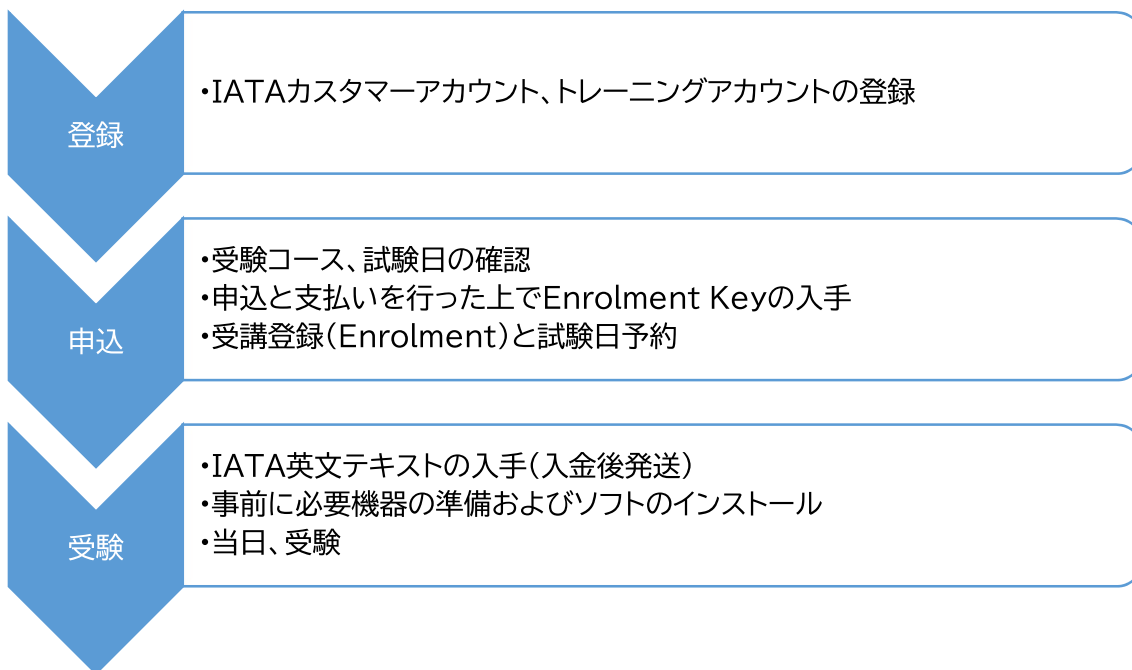 登録
・IATAカスタマーアカウント、トレーニングアカウントの登録
申込
・受験コース、試験日の確認
・申込と支払いを行った上でEnrolment Keyの入手
・受講登録（Enrolment）と試験日予約
受験
・IATA英文テキストの入手（入金後発送）
・事前に必要機器の準備およびソフトのインストール
・当日、受験